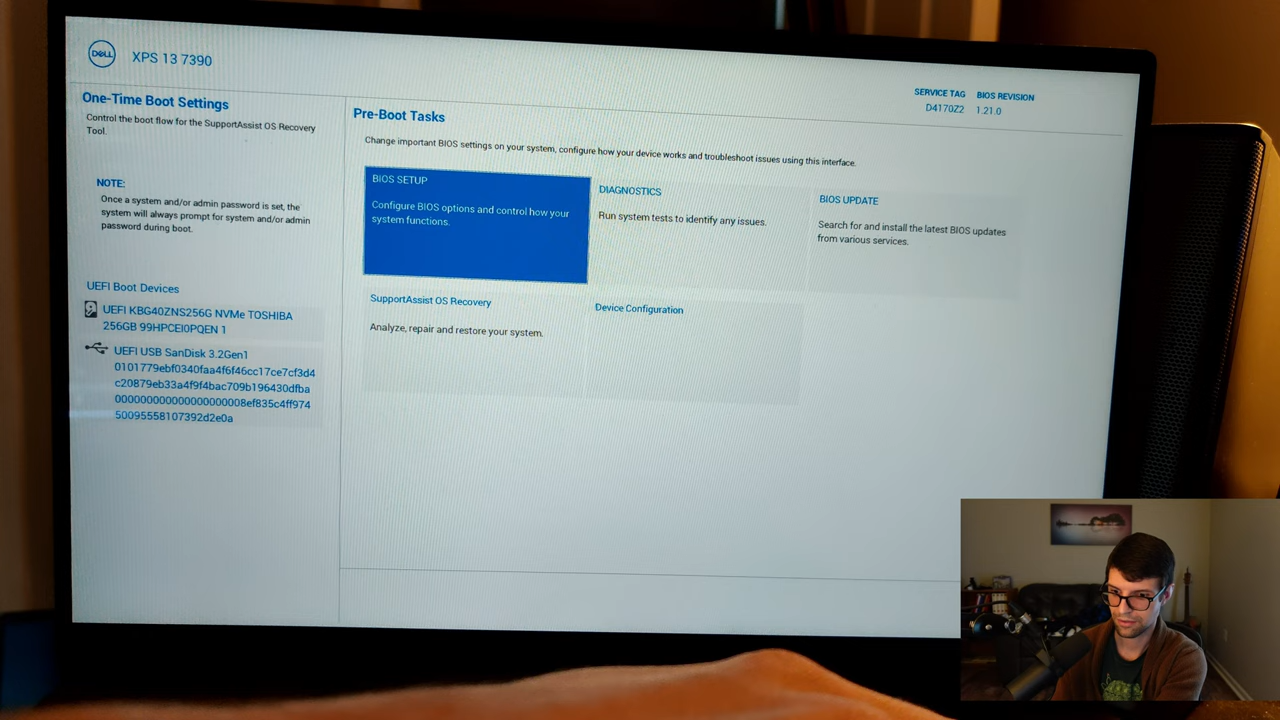 DELL
XPS 13 7390
SERVICE TAG
BIOS REVISION
D4170Z2
1.21.0
One-Time Boot Settings
Control the boot flow for the SupportAssist OS Recovery
Tool.
NOTE:
Once a system and/or admin password is set, the
system will always prompt for system and/or admin
password during boot.
UEFI Boot Devices
UEFI KBG40ZNS256G NVMe TOSHIBA
256GB 99HPCEI0PQEN 1
UEFI USB SanDisk 3.2Gen1
0101779ebf0340faa4f6f46cc17ce7cf3d4
c20879eb33a4f9f4bac709b196430dfba
00000000000000000000008ef835c4ff974
50095558107392d2e0a
Pre-Boot Tasks
Change important BIOS settings on your system, configure how your device works and troubleshoot issues using this interface.
BIOS SETUP
Configure BIOS options and control how your
system functions.
DIAGNOSTICS
Run system tests to identify any issues.
BIOS UPDATE
Search for and install the latest BIOS updates
from various services.
SupportAssist OS Recovery
Analyze, repair and restore your system.
Device Configuration